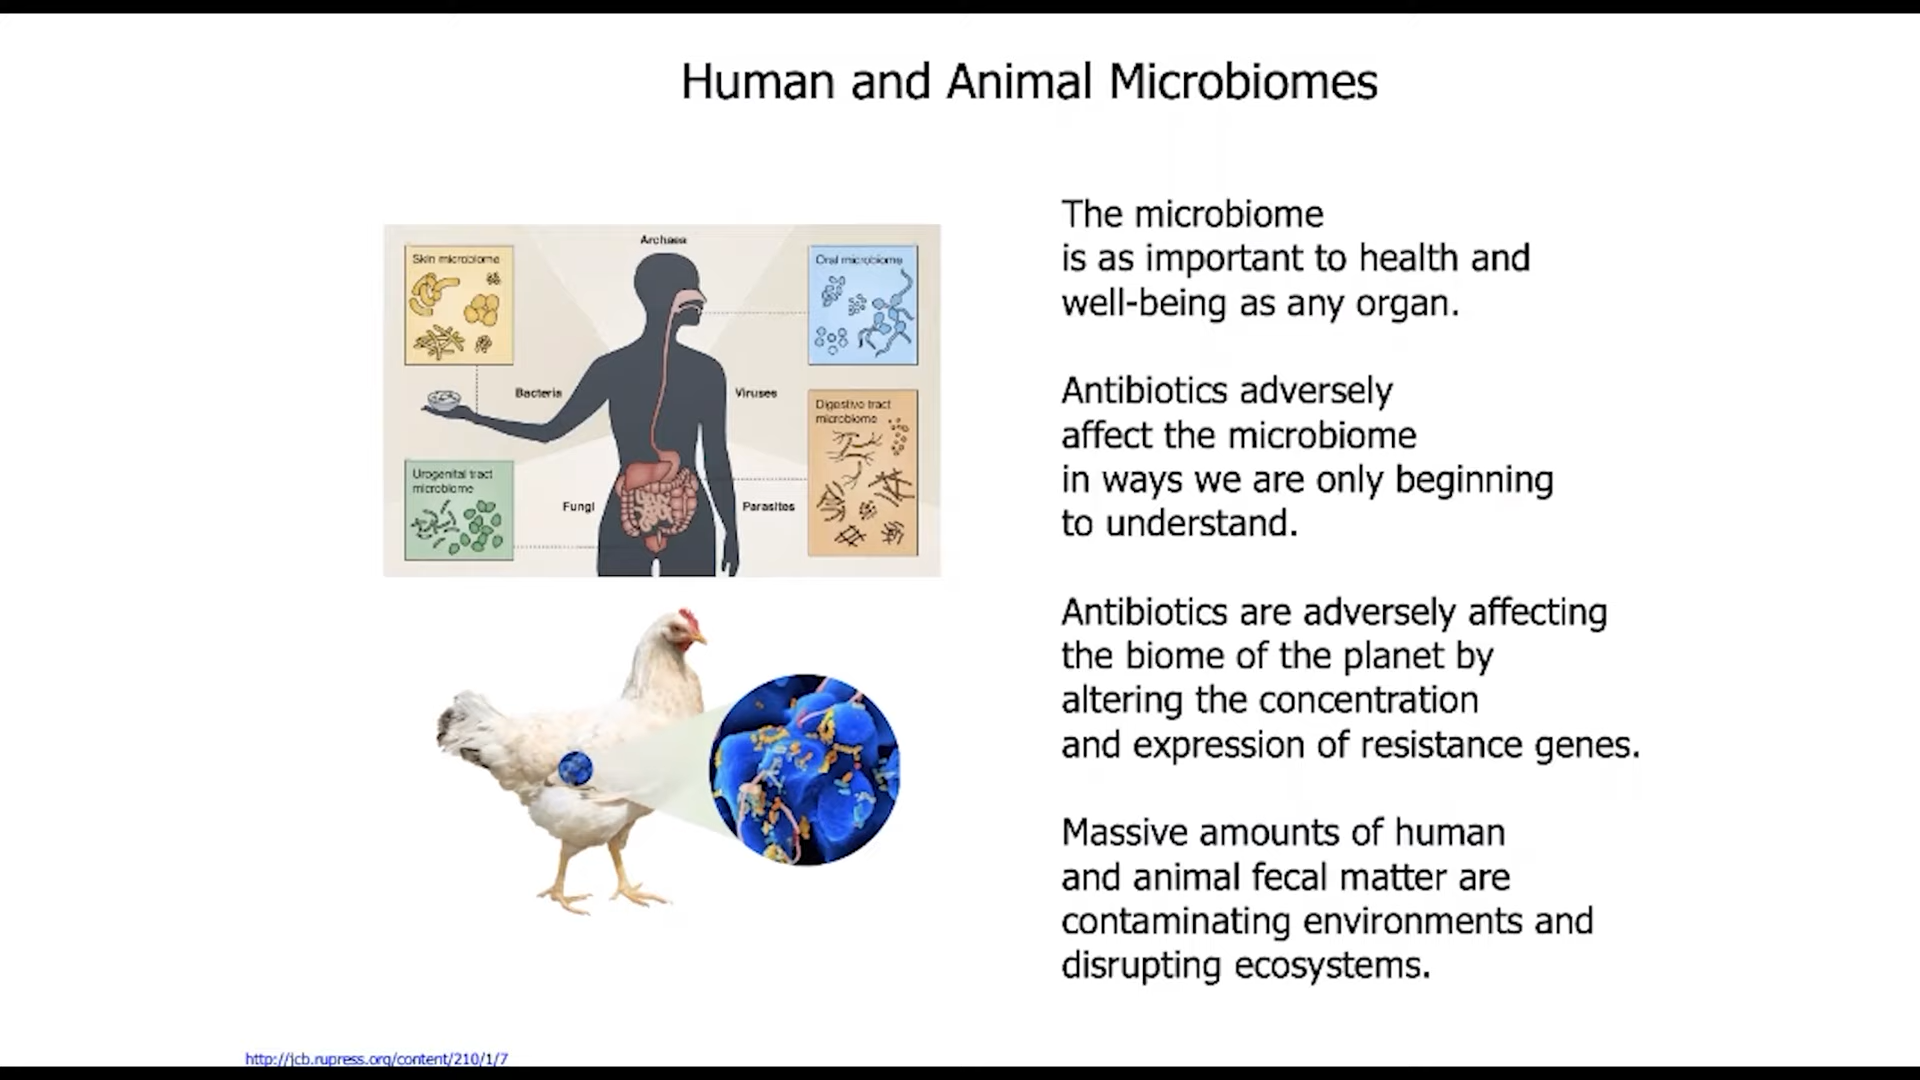 Human and Animal Microbiomes
Archaea
Skin microbiome
Oral microbiome
Bacteria
Viruses
Digestive tract
microbiome
Urogenital tract
microbiome
Fungi
Parasites
The microbiome
is as important to health and
well-being as any organ.
Antibiotics adversely
affect the microbiome
in ways we are only beginning
to understand.
Antibiotics are adversely affecting
the biome of the planet by
altering the concentration
and expression of resistance genes.
Massive amounts of human
and animal fecal matter are
contaminating environments and
disrupting ecosystems.
http://jcb.rupress.org/content/210/1/7